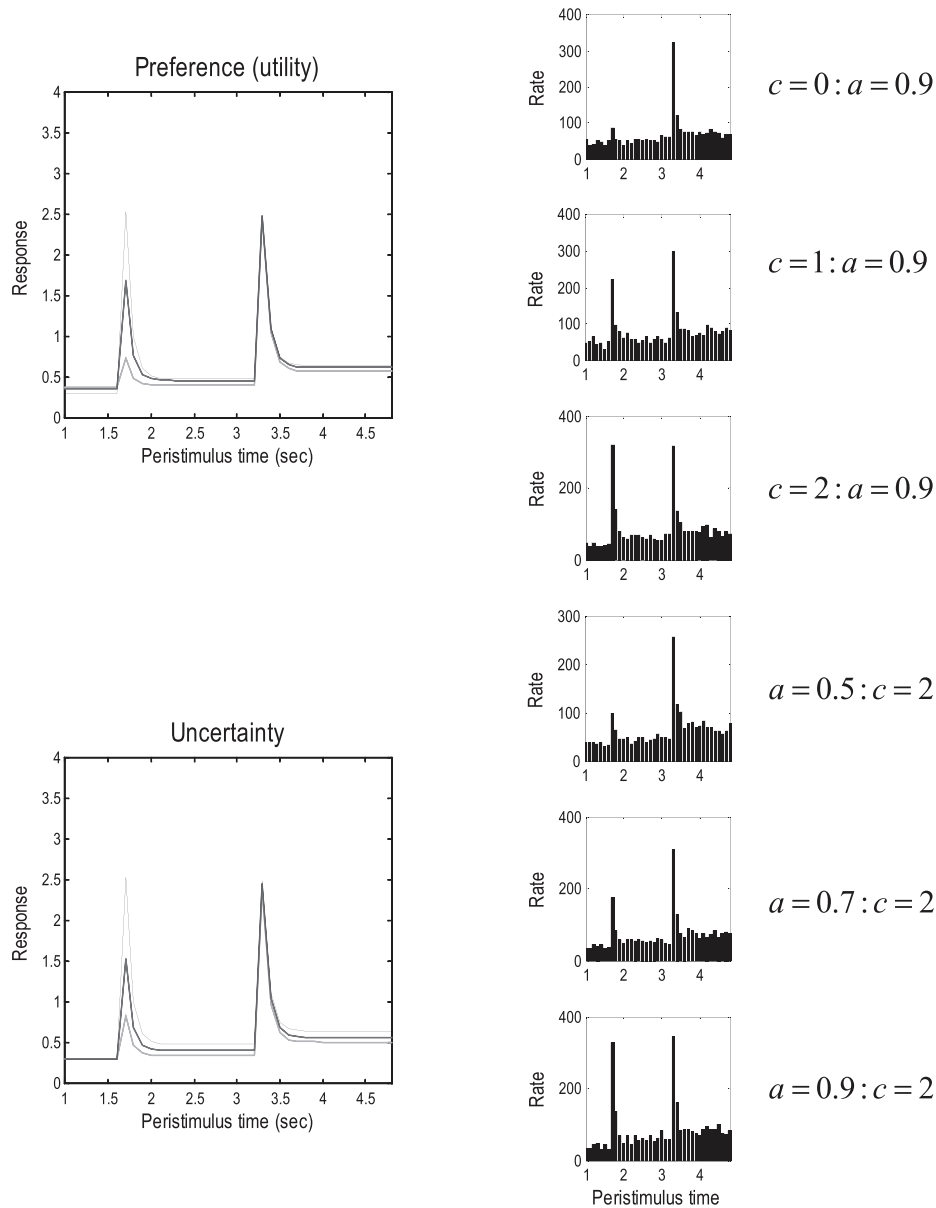 Preference (utility)
4
3.5
3
2.5
2
1.5
1
0.5
0
Response
1 1.5 2 2.5 3 3.5 4 4.5
Peristimulus time (sec)
Uncertainty
4
3.5
3
2.5
2
1.5
1
0.5
0
Response
1 1.5 2 2.5 3 3.5 4 4.5
Peristimulus time (sec)
400
300
200
100
0
Rate
1 2 3 4
c = 0 : a = 0.9
400
300
200
100
0
Rate
1 2 3 4
c = 1 : a = 0.9
400
200
0
Rate
1 2 3 4
c = 2 : a = 0.9
300
200
100
0
Rate
1 2 3 4
a = 0.5 : c = 2
400
200
0
Rate
1 2 3 4
a = 0.7 : c = 2
400
200
0
Rate
1 2 3 4
Peristimulus time
a = 0.9 : c = 2